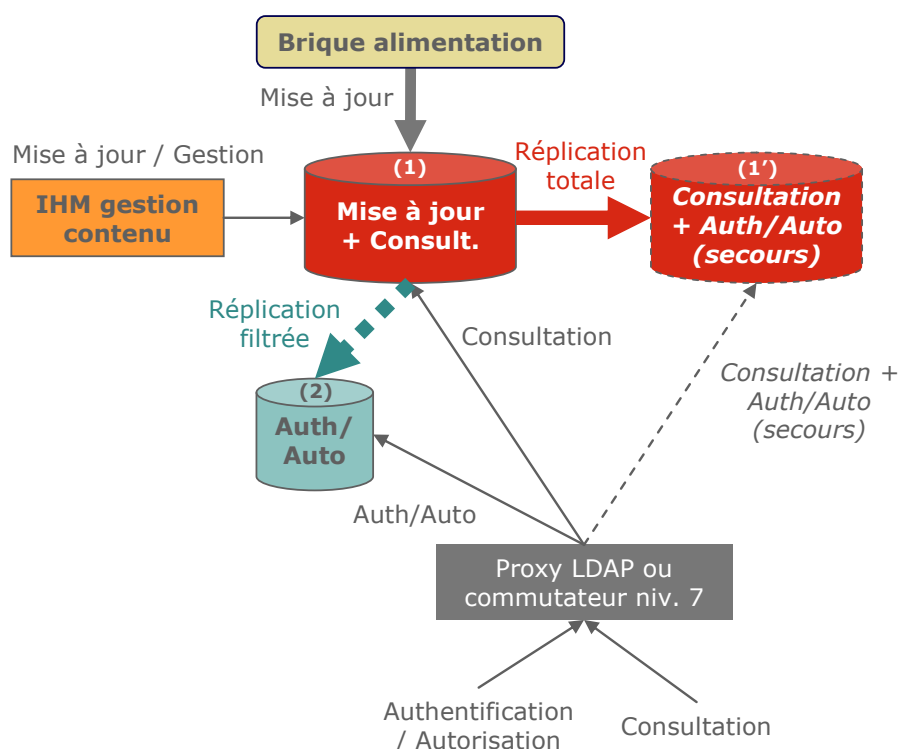 Brique alimentation
Mise à jour
Mise à jour / Gestion
IHM gestion
contenu
(1)
Mise à jour
+ Consult.
Réplication
totale
(1')
Consultation
+ Auth/Auto
(secours)
Réplication
filtrée
Consultation
Consultation +
Auth/Auto
(secours)
(2)
Auth/
Auto
Auth/Auto
Proxy LDAP ou
commutateur niv. 7
Authentification
/ Autorisation
Consultation